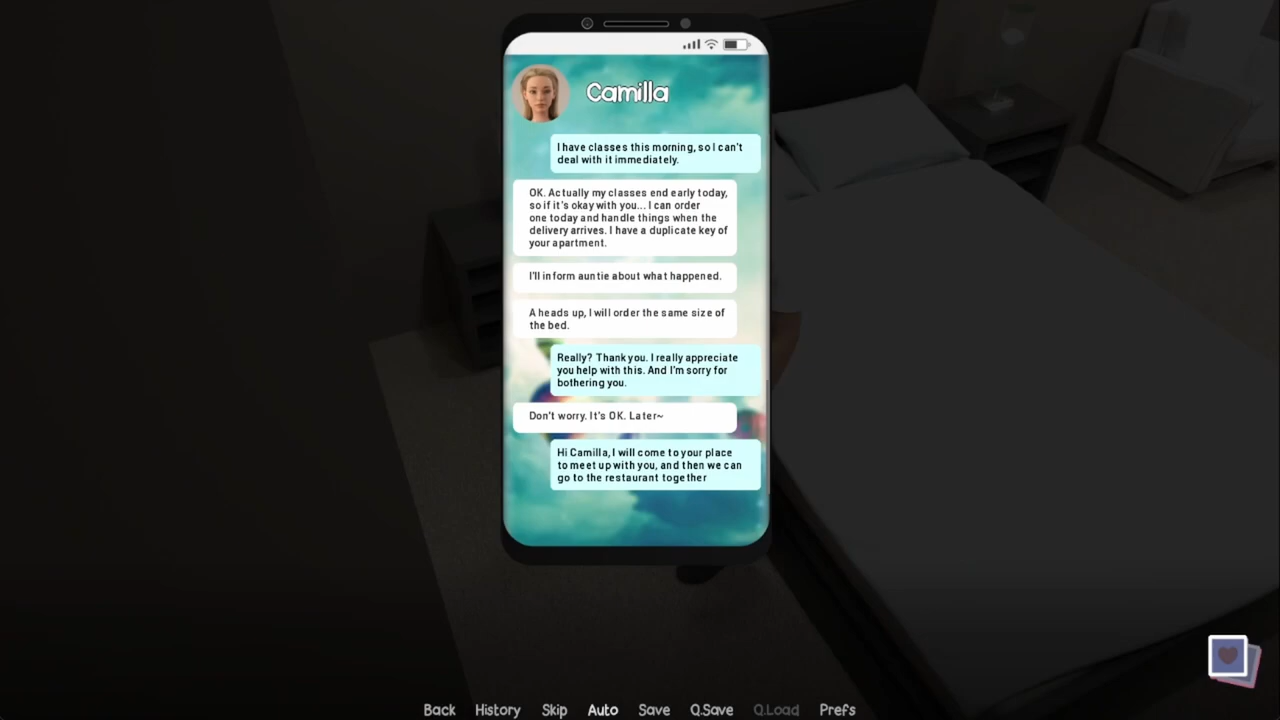 Camilla
I have classes this morning, so I can't
deal with it immediately.
OK. Actually my classes end early today,
so if it's okay with you... I can order
one today and handle things when the
delivery arrives. I have a duplicate key of
your apartment.
I'll inform auntie about what happened.
A heads up, I will order the same size of
the bed.
Really? Thank you. I really appreciate
you help with this. And I'm sorry for
bothering you.
Don't worry. It's OK. Later~
Hi Camilla, I will come to your place
to meet up with you, and then we can
go to the restaurant together
Back History Skip Auto Save Q.Save Q.Load Prefs